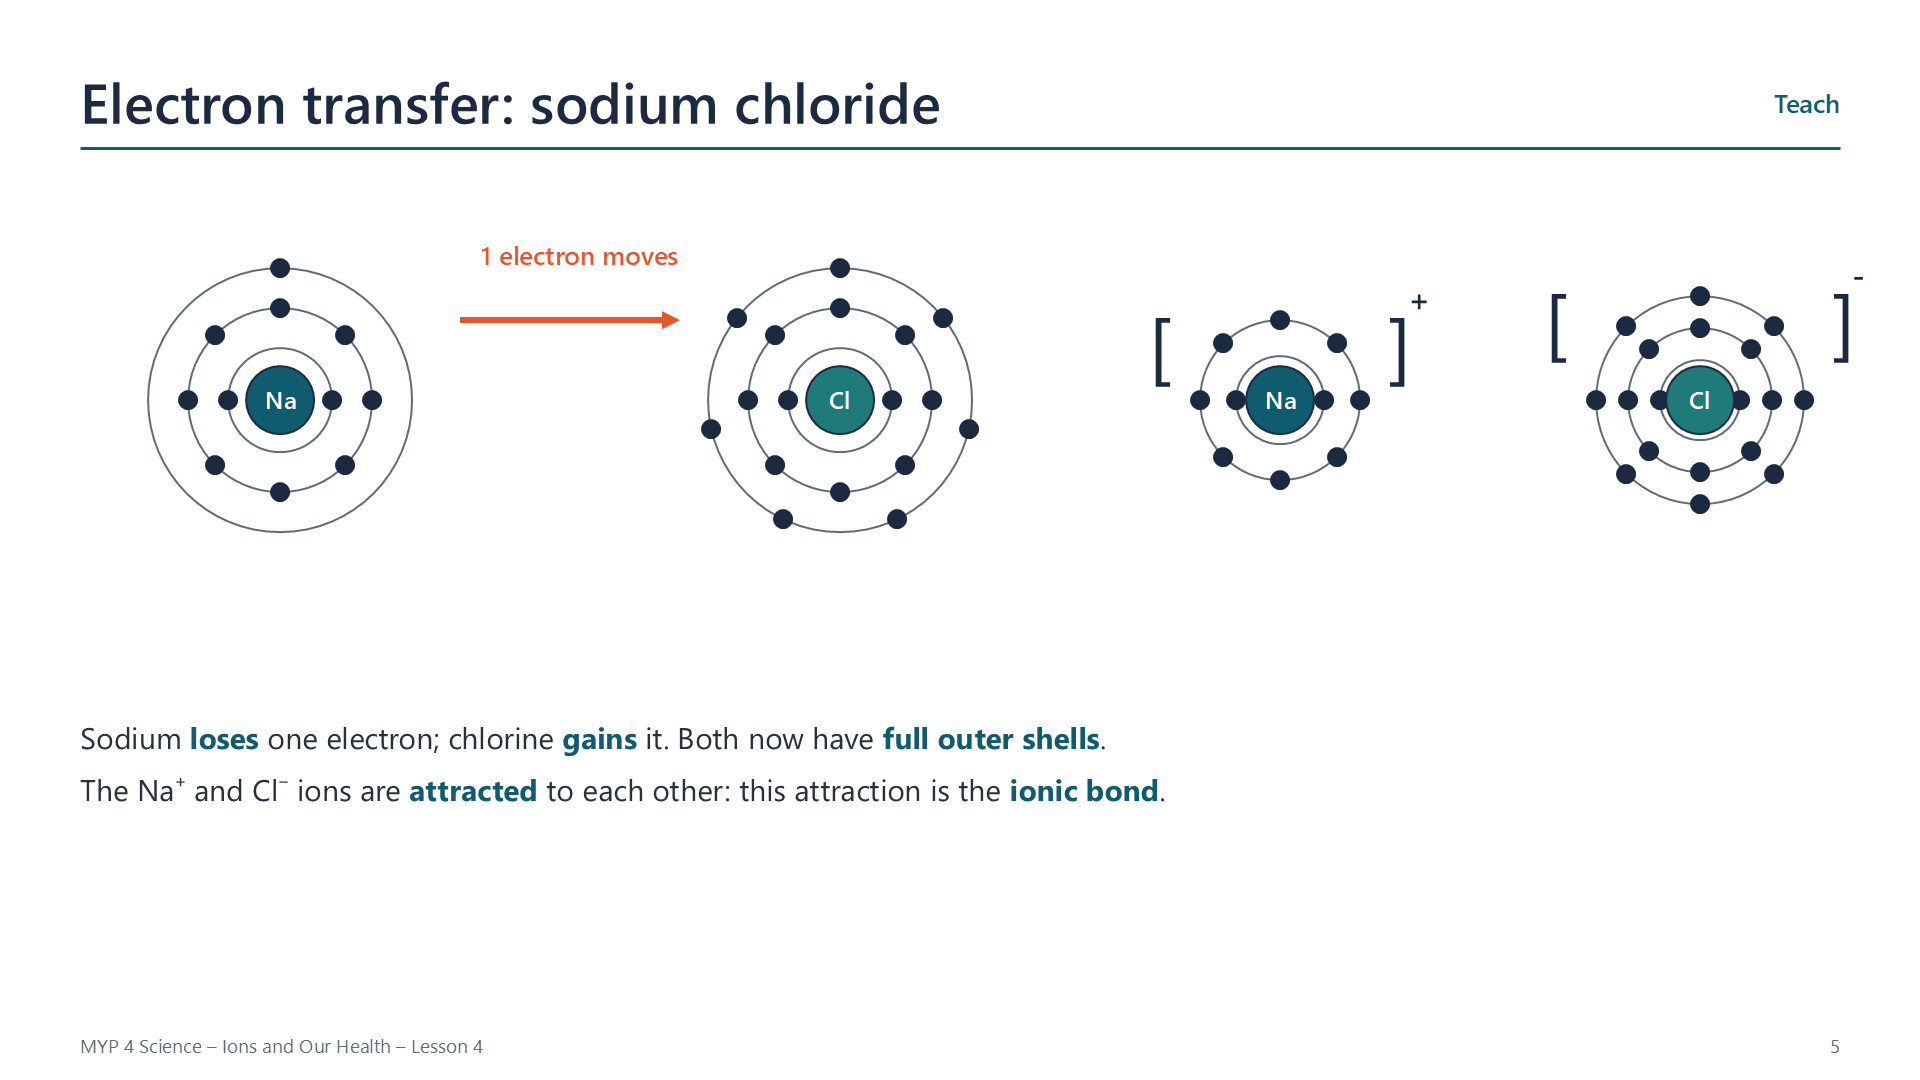 Electron transfer: sodium chloride
Teach
1 electron moves
Na
Cl
[ Na ]⁺
[ Cl ]⁻
Sodium loses one electron; chlorine gains it. Both now have full outer shells.
The Na⁺ and Cl⁻ ions are attracted to each other: this attraction is the ionic bond.
MYP 4 Science – Ions and Our Health – Lesson 4
5